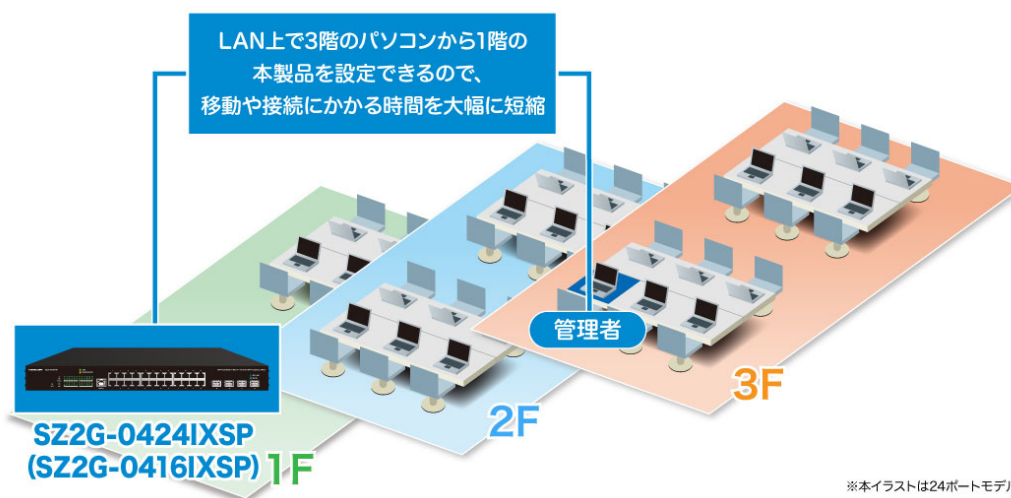 LAN上で3階のパソコンから1階の
本製品を設定できるので、
移動や接続にかかる時間を大幅に短縮
管理者
3F
2F
SZ2G-0424IXSP
(SZ2G-0416IXSP)
1F
※本イラストは24ポートモデル